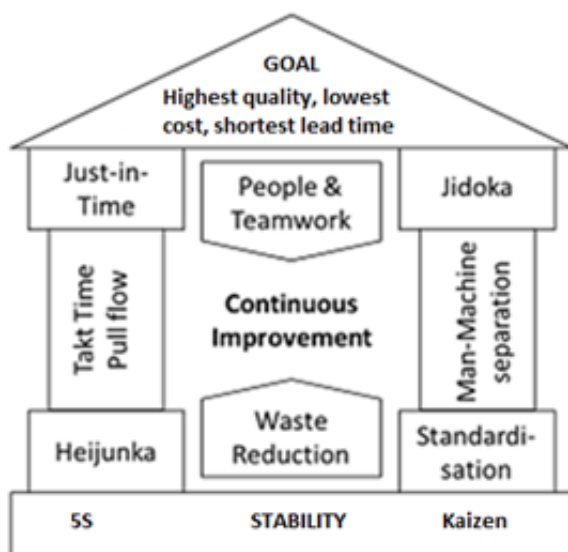 GOAL
Highest quality, lowest
cost, shortest lead time
Just-in-
Time
People &
Teamwork
Jidoka
Takt Time
Pull flow
Continuous
Improvement
Man-Machine
separation
Heijunka
Waste
Reduction
Standardi-
sation
5S
STABILITY
Kaizen